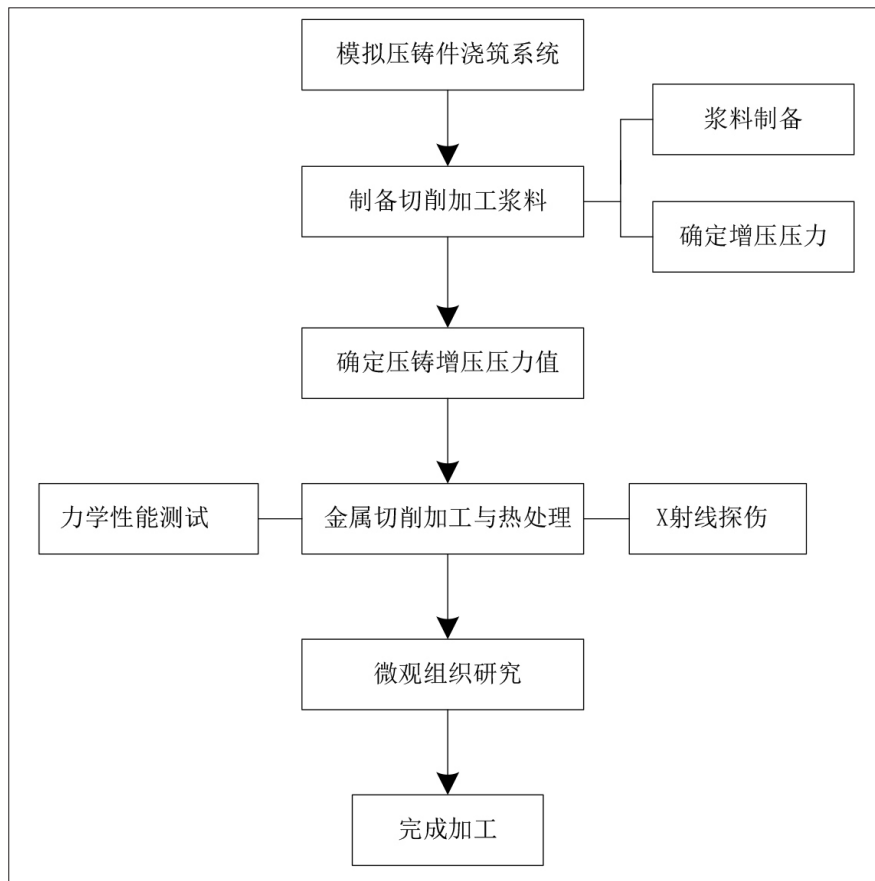 模拟压铸件浇筑系统
浆料制备
制备切削加工浆料
确定增压压力
确定压铸增压压力值
力学性能测试
金属切削加工与热处理
X射线探伤
微观组织研究
完成加工